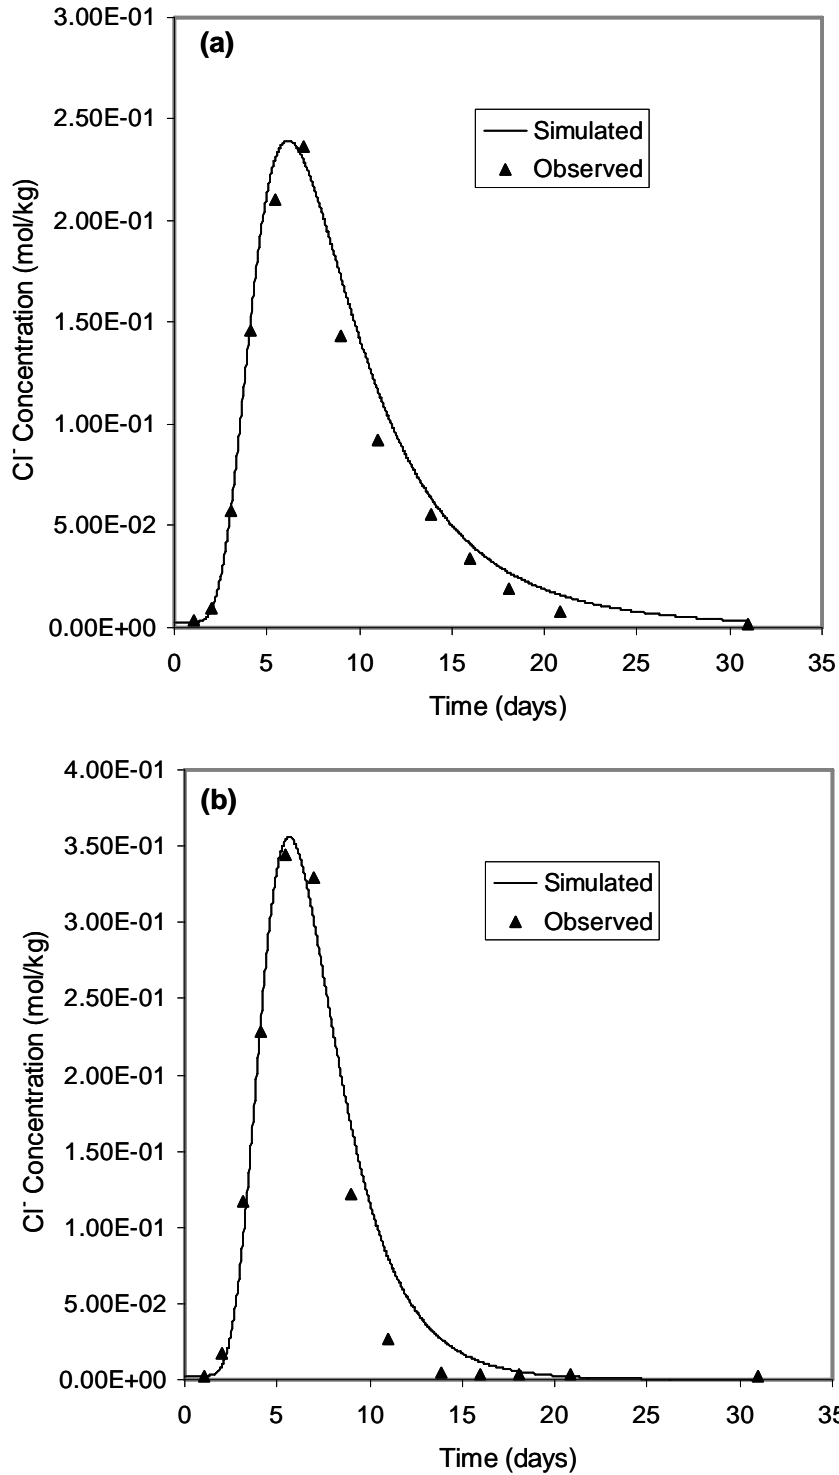 (a)
3.00E-01
2.50E-01
2.00E-01
1.50E-01
1.00E-01
5.00E-02
0.00E+00
Cl- Concentration (mol/kg)
Simulated
Observed
0 5 10 15 20 25 30 35
Time (days)
(b)
4.00E-01
3.50E-01
3.00E-01
2.50E-01
2.00E-01
1.50E-01
1.00E-01
5.00E-02
0.00E+00
Cl- Concentration (mol/kg)
Simulated
Observed
0 5 10 15 20 25 30 35
Time (days)